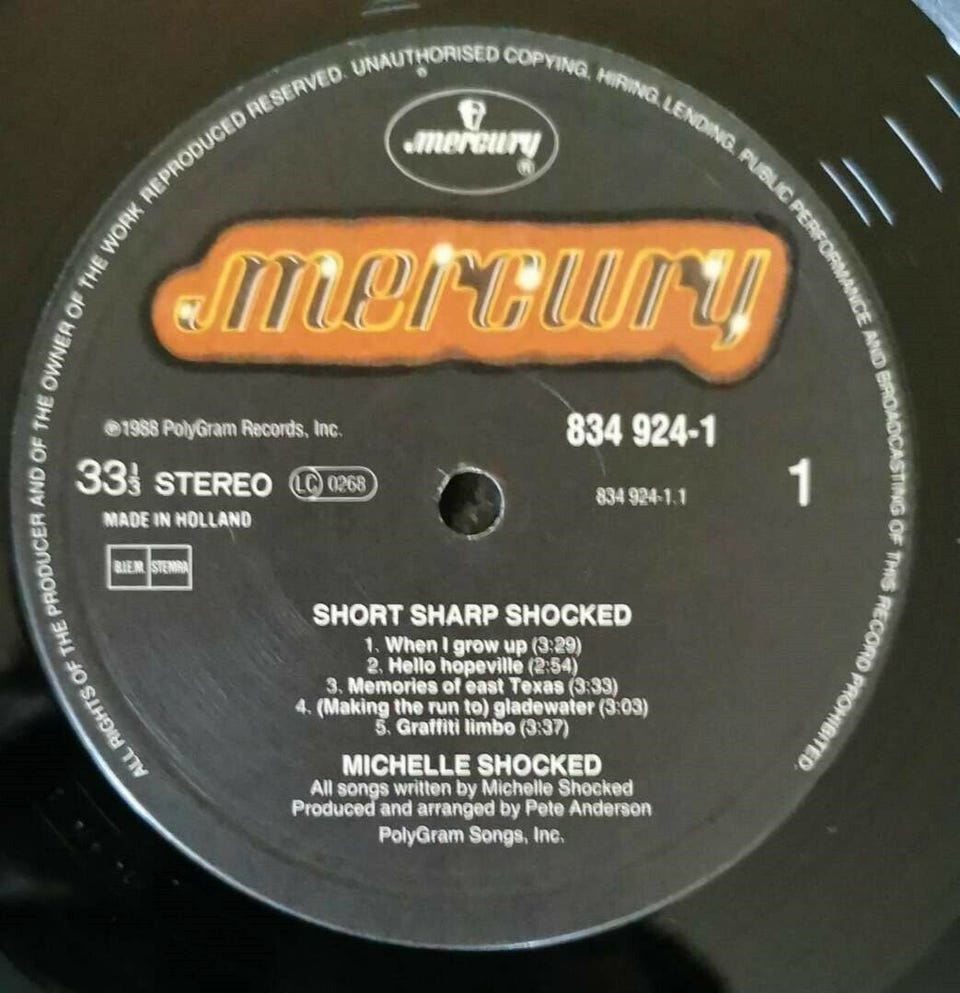 ALL RIGHTS OF THE PRODUCER AND OF THE OWNER OF THE WORK REPRODUCED RESERVED. UNAUTHORISED COPYING, HIRING, LENDING, PUBLIC PERFORMANCE AND BROADCASTING OF THIS RECORD PROHIBITED.
mercury
®
mercury
℗1988 PolyGram Records, Inc.
834 924-1
33⅓ STEREO LC 0268
834 924-1.1
1
MADE IN HOLLAND
B.I.E.M. STEMRA
SHORT SHARP SHOCKED
1. When I grow up (3:29)
2. Hello hopeville (2:54)
3. Memories of east Texas (3:33)
4. (Making the run to) gladewater (3:03)
5. Graffiti limbo (3:37)
MICHELLE SHOCKED
All songs written by Michelle Shocked
Produced and arranged by Pete Anderson
PolyGram Songs, Inc.